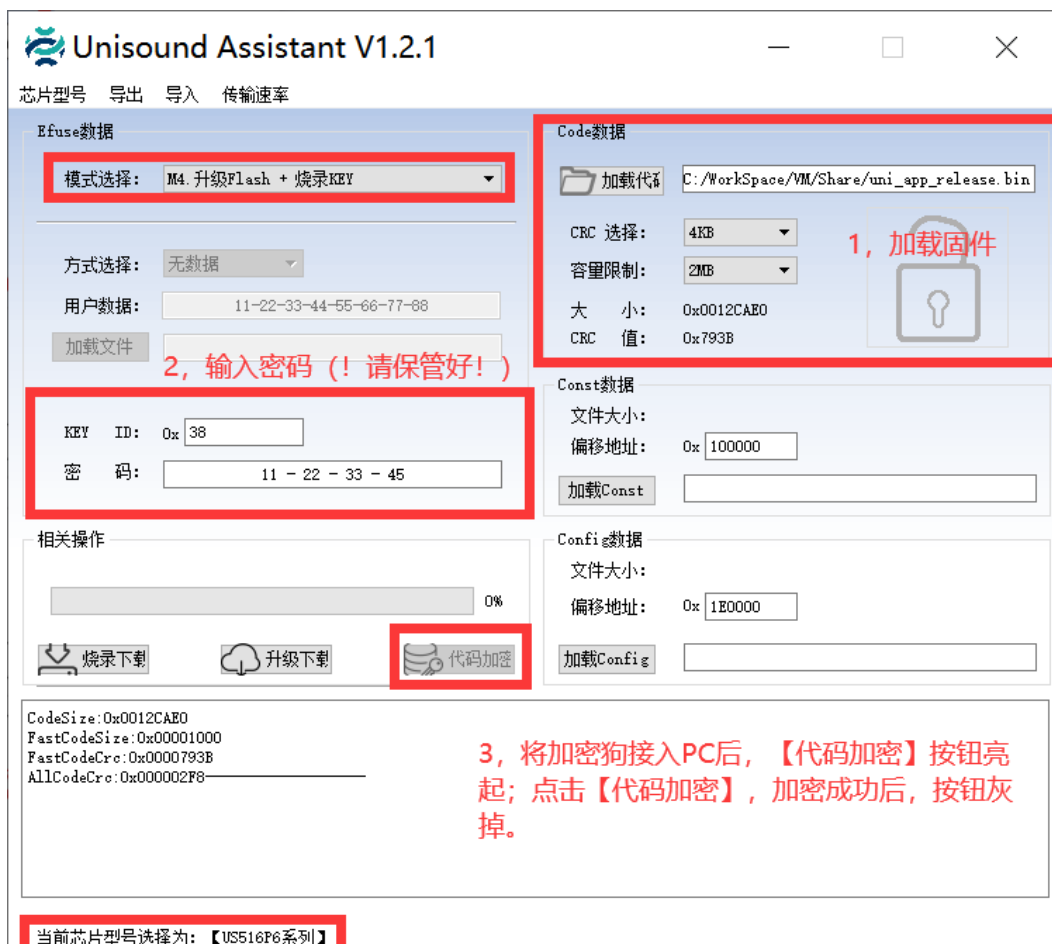 Unisound Assistant V1.2.1
芯片型号 导出 导入 传输速率
Efuse数据
模式选择: M4.升级Flash + 烧录KEY
方式选择: 无数据
用户数据: 11-22-33-44-55-66-77-88
加载文件
2，输入密码（！请保管好！）
KEY ID: 0x 38
密 码: 11 - 22 - 33 - 45
Code数据
加载代码 C:/WorkSpace/VM/Share/uni_app_release.bin
CRC 选择: 4KB
1，加载固件
容量限制: 2MB
大 小: 0x0012CAE0
CRC 值: 0x793B
Const数据
文件大小:
偏移地址: 0x 100000
加载Const
相关操作
0%
烧录下载 升级下载 代码加密
Config数据
文件大小:
偏移地址: 0x 1E0000
加载Config
CodeSize:0x0012CAE0
FastCodeSize:0x00001000
FastCodeCrc:0x0000793B
AllCodeCrc:0x000002F8————————————
3，将加密狗接入PC后，【代码加密】按钮亮
起；点击【代码加密】，加密成功后，按钮灰
掉。
当前芯片型号选择为: 【US516P6系列】